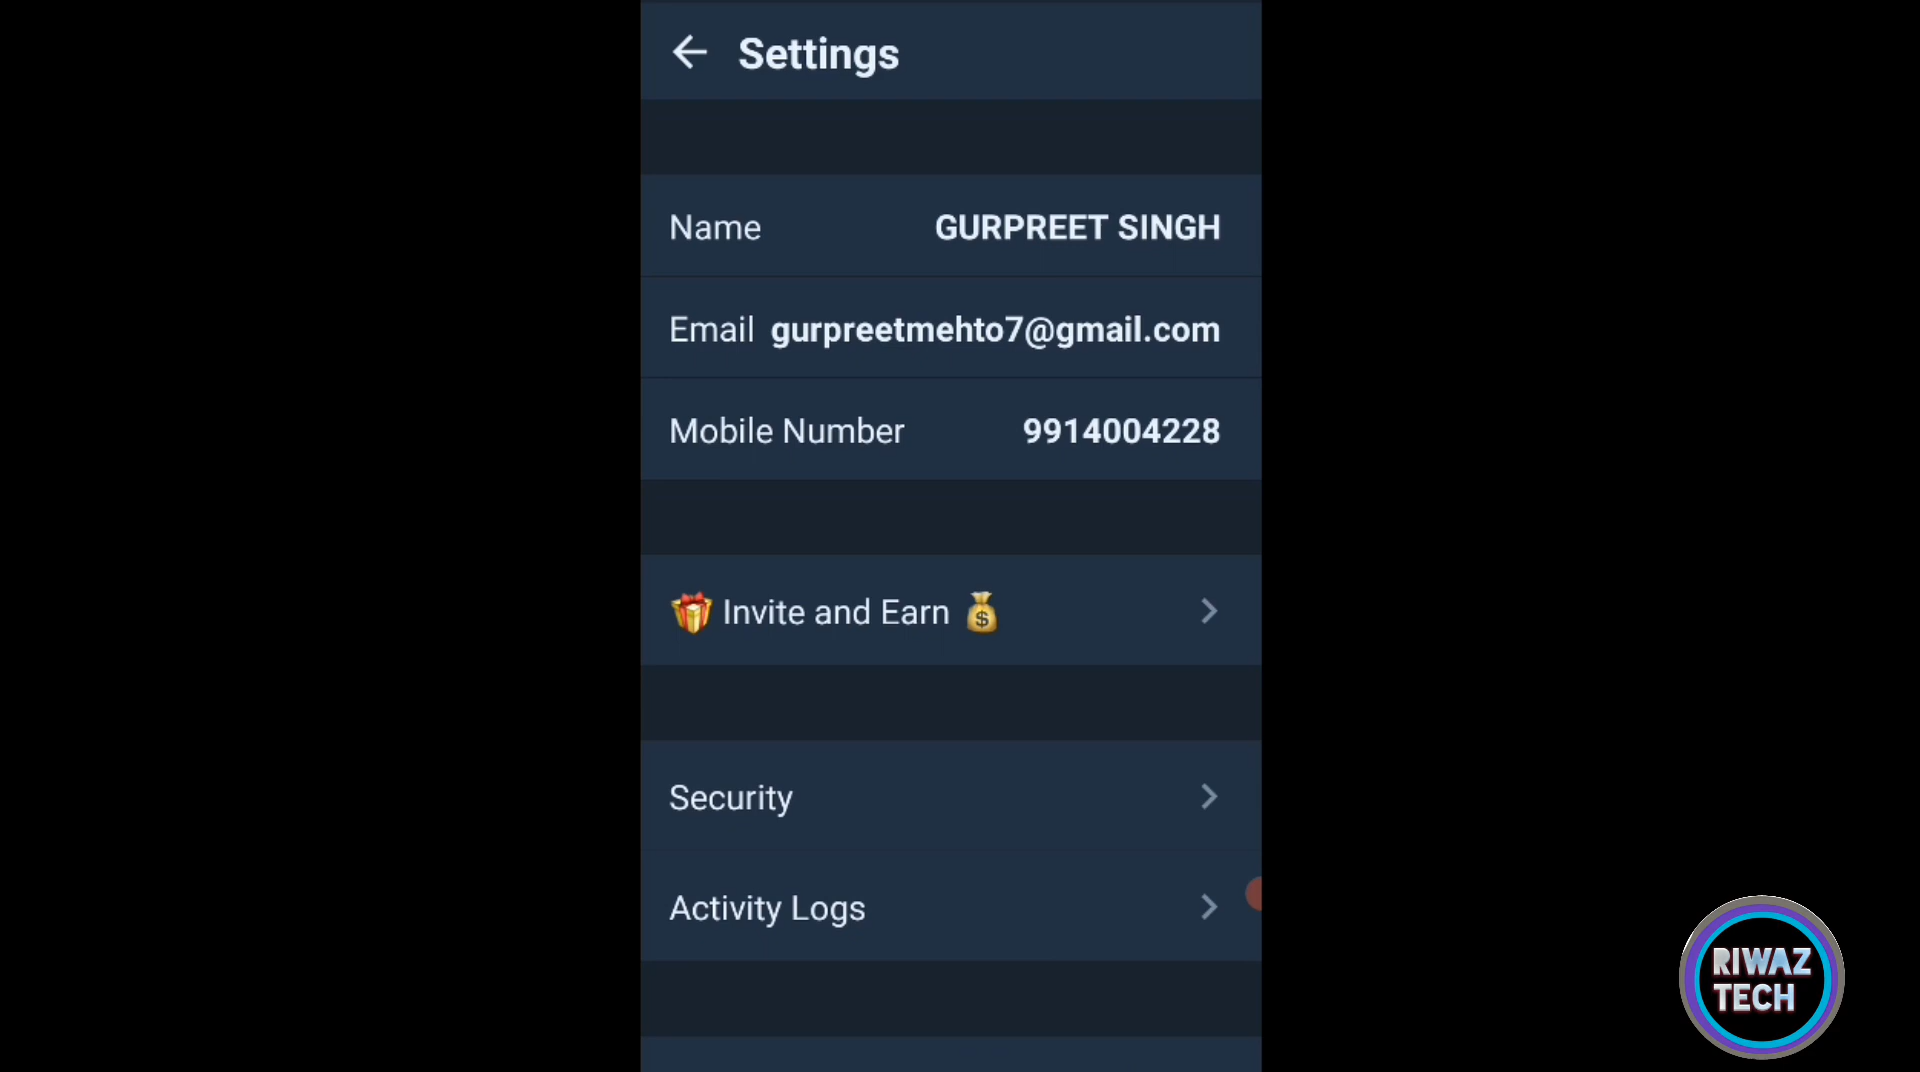 Settings
Name GURPREET SINGH
Email gurpreetmehto7@gmail.com
Mobile Number 9914004228
🎁 Invite and Earn 💰
Security
Activity Logs
RIWAZ
TECH